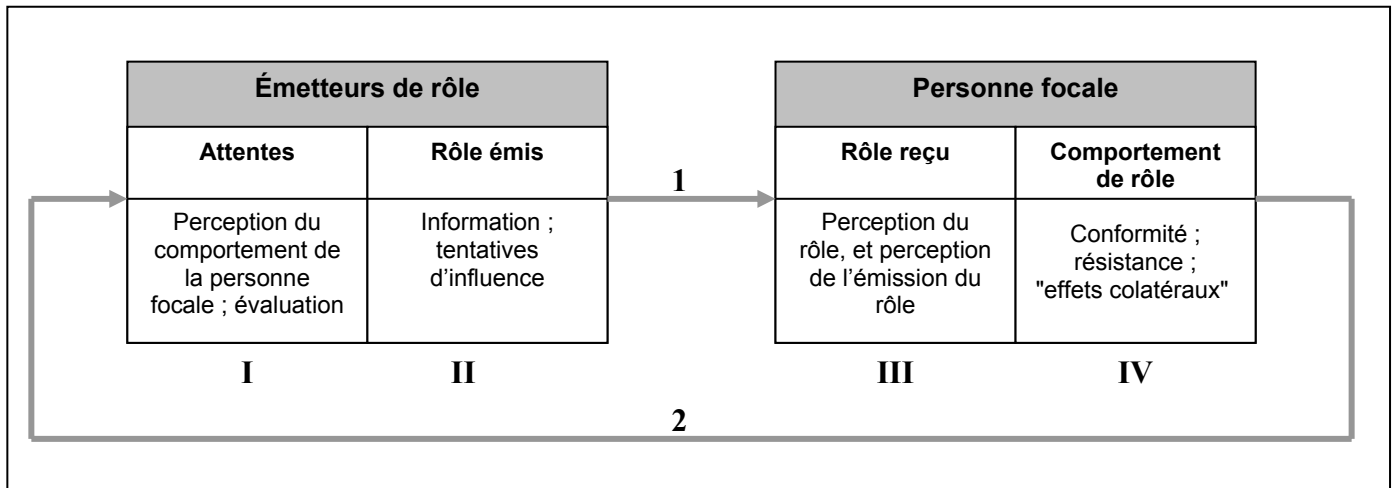 Émetteurs de rôle
Attentes
Rôle émis
Perception du
comportement de
la personne
focale ; évaluation
Information ;
tentatives
d'influence
I
II
1
Personne focale
Rôle reçu
Comportement
de rôle
Perception du
rôle, et perception
de l'émission du
rôle
Conformité ;
résistance ;
"effets colatéraux"
III
IV
2